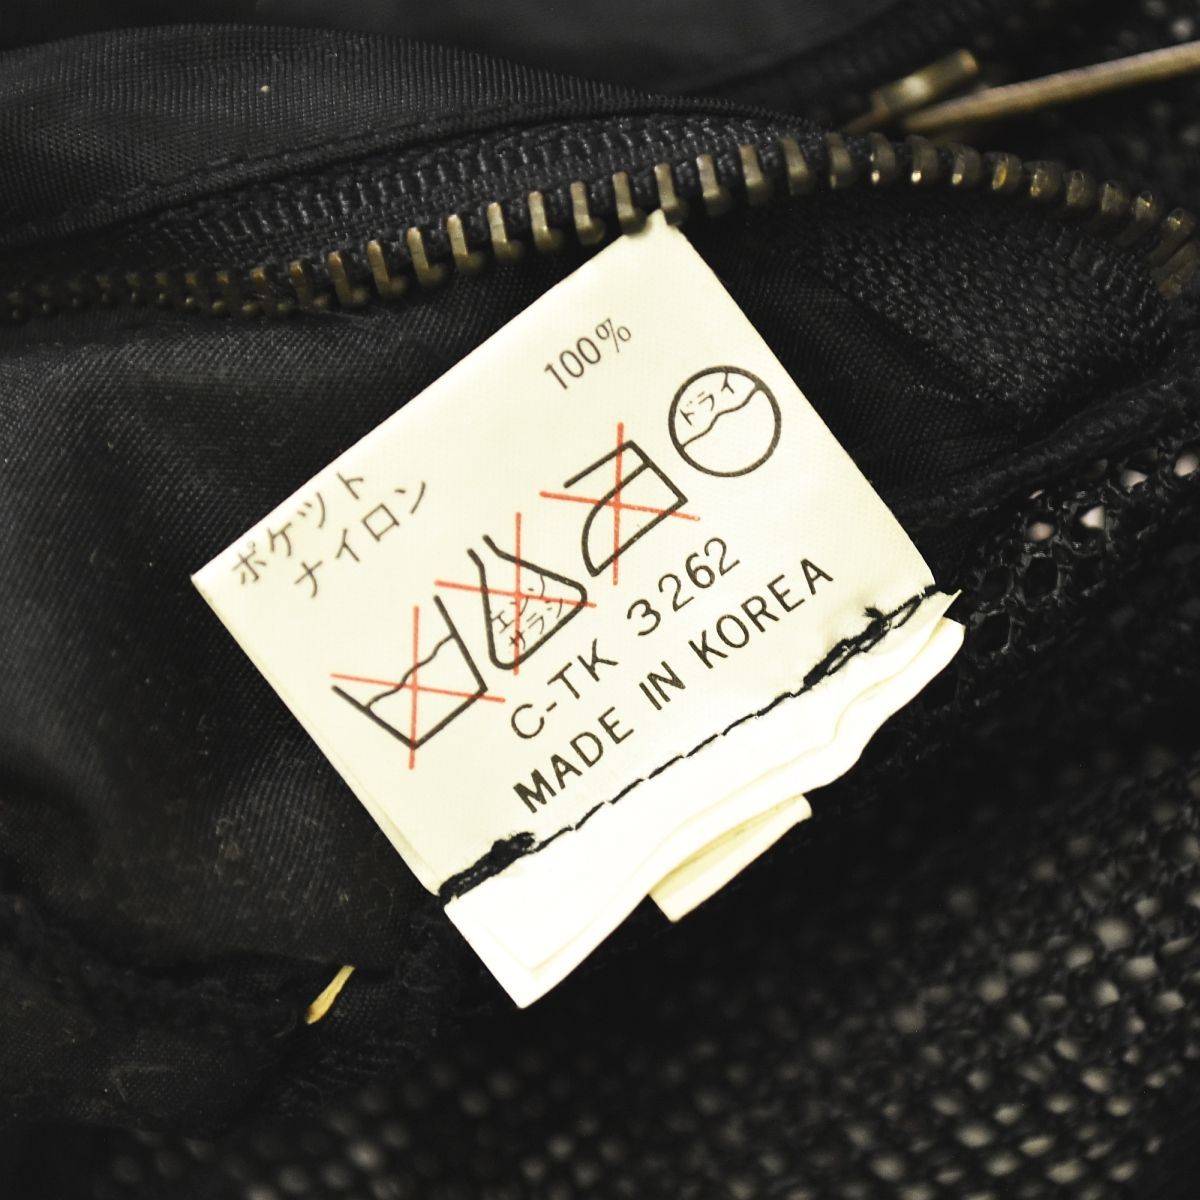 ポケット
ナイロン 100%
エンソ
サラシ
ドライ
C-TK 3262
MADE IN KOREA